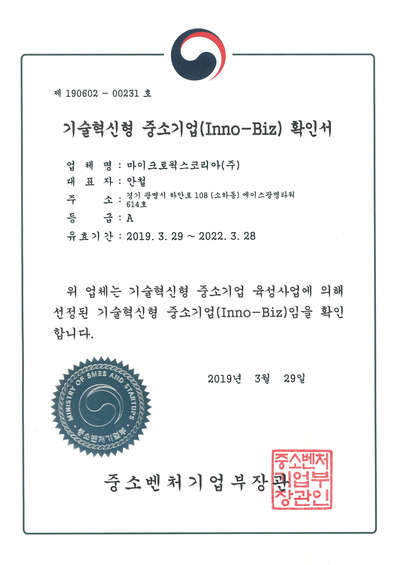 제 190602 - 00231 호
기술혁신형 중소기업(Inno-Biz) 확인서
업 체 명 : 마이크로웍스코리아(주)
대 표 자 : 안철
주 소 : 경기 광명시 하안로 108 (소하동) 에이스광명타워
614호
등 급 : A
유효기간 : 2019. 3. 29 ~ 2022. 3. 28
위 업체는 기술혁신형 중소기업 육성사업에 의해
선정된 기술혁신형 중소기업(Inno-Biz)임을 확인
합니다.
2019년 3월 29일
MINISTRY OF SMES AND STARTUPS
중소벤처기업부
중소벤처기업부장관
중소벤처
기업부
장관인